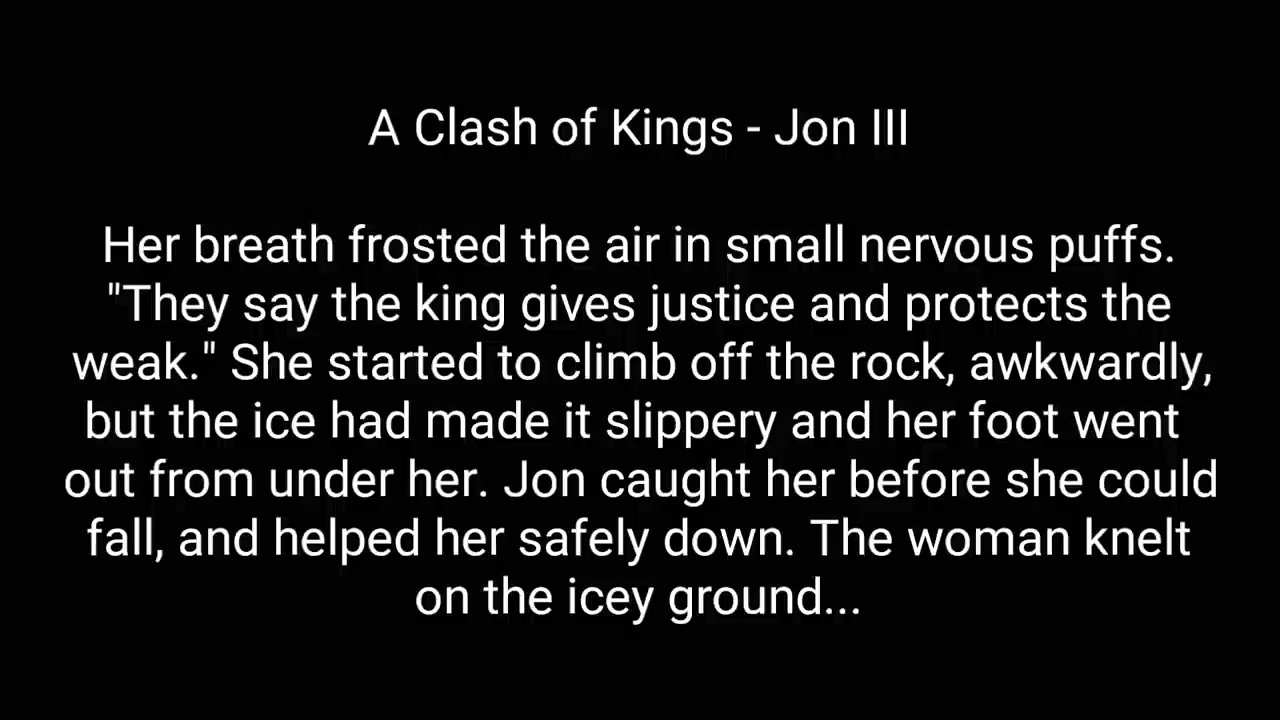 A Clash of Kings - Jon III
Her breath frosted the air in small nervous puffs.
"They say the king gives justice and protects the
weak." She started to climb off the rock, awkwardly,
but the ice had made it slippery and her foot went
out from under her. Jon caught her before she could
fall, and helped her safely down. The woman knelt
on the icey ground...